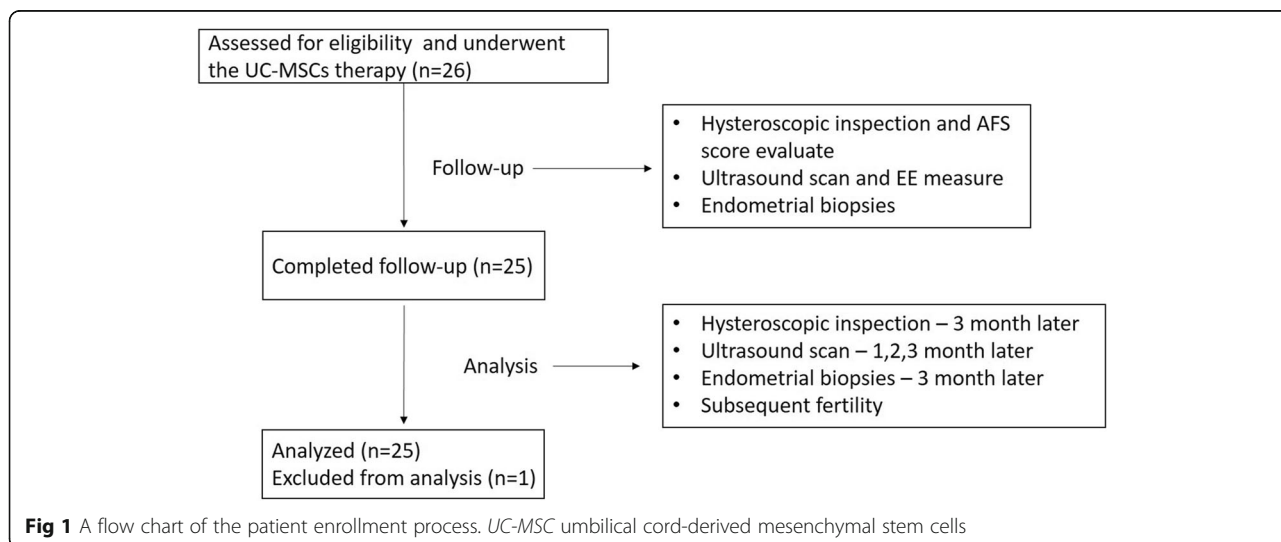 Assessed for eligibility and underwent
the UC-MSCs therapy (n=26)
Follow-up
• Hysteroscopic inspection and AFS
score evaluate
• Ultrasound scan and EE measure
• Endometrial biopsies
Completed follow-up (n=25)
Analysis
• Hysteroscopic inspection – 3 month later
• Ultrasound scan – 1,2,3 month later
• Endometrial biopsies – 3 month later
• Subsequent fertility
Analyzed (n=25)
Excluded from analysis (n=1)
Fig 1 A flow chart of the patient enrollment process. UC-MSC umbilical cord-derived mesenchymal stem cells